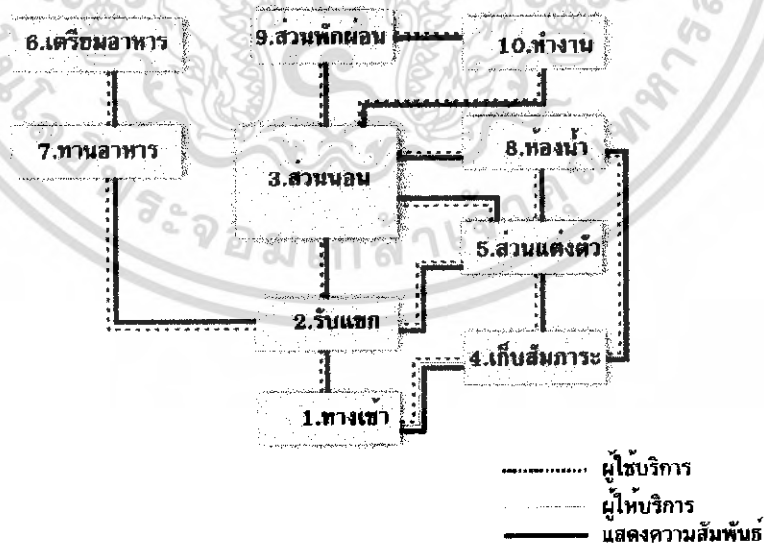 6.เตรียมอาหาร
9.ส่วนพักผ่อน
10.ทำงาน
7.ทานอาหาร
3.ส่วนนอน
8.ห้องน้ำ
5.ส่วนแต่งตัว
2.รับแขก
4.เก็บสัมภาระ
1.ทางเข้า
ผู้ใช้บริการ
ผู้ให้บริการ
แสดงความสัมพันธ์